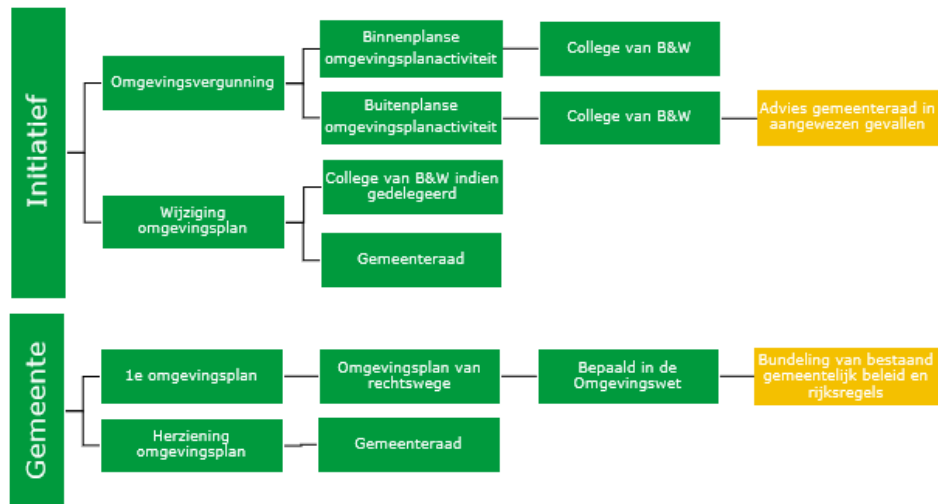 Initiatief
Omgevingsvergunning
Binnenplanse
omgevingsplanactiviteit
College van B&W
Buitenplanse
omgevingsplanactiviteit
College van B&W
Advies gemeenteraad in
aangewezen gevallen
Wijziging
omgevingsplan
College van B&W indien
gedelegeerd
Gemeenteraad
Gemeente
1e omgevingsplan
Omgevingsplan van
rechtswege
Bepaald in de
Omgevingswet
Bundeling van bestaand
gemeentelijk beleid en
rijksregels
Herziening
omgevingsplan
Gemeenteraad